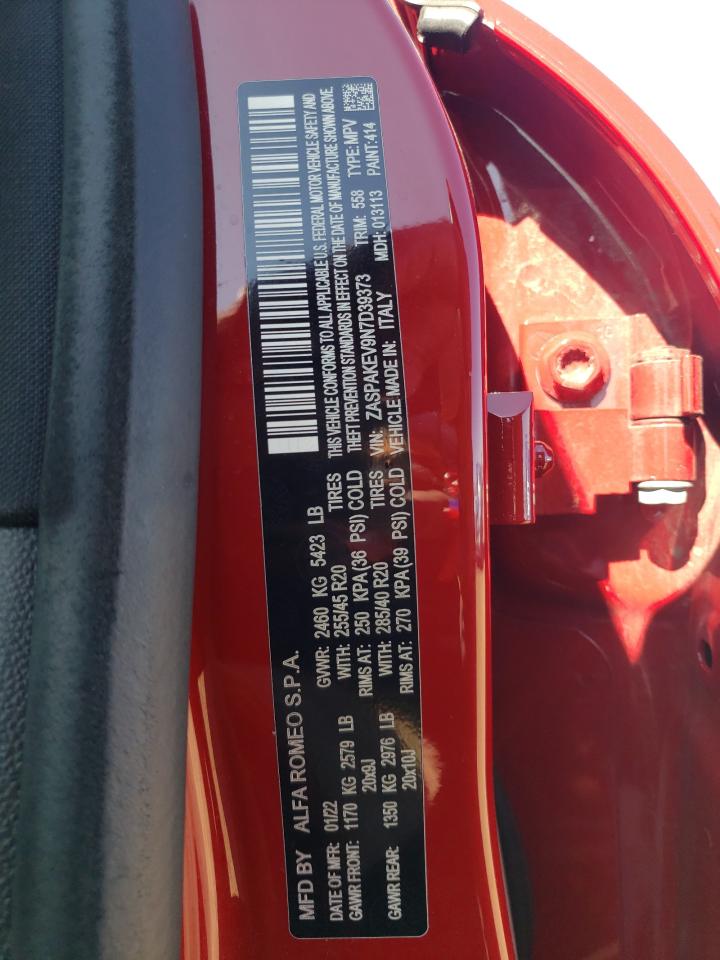 MFD BY ALFA ROMEO S.P.A.
DATE OF MFR: 01/22 GVWR: 2460 KG 5423 LB
GAWR FRONT: 1170 KG 2579 LB WITH: 255/45 R20 TIRES
20x9J RIMS AT: 250 KPA(36 PSI) COLD
GAWR REAR: 1350 KG 2976 LB WITH: 285/40 R20 TIRES
20x10J RIMS AT: 270 KPA(39 PSI) COLD
THIS VEHICLE CONFORMS TO ALL APPLICABLE U.S. FEDERAL MOTOR VEHICLE SAFETY AND
THEFT PREVENTION STANDARDS IN EFFECT ON THE DATE OF MANUFACTURE SHOWN ABOVE.
VIN: ZASPAKEV9N7D39373 TRIM: 558 TYPE: MPV
VEHICLE MADE IN: ITALY MDH: 013113 PAINT: 414